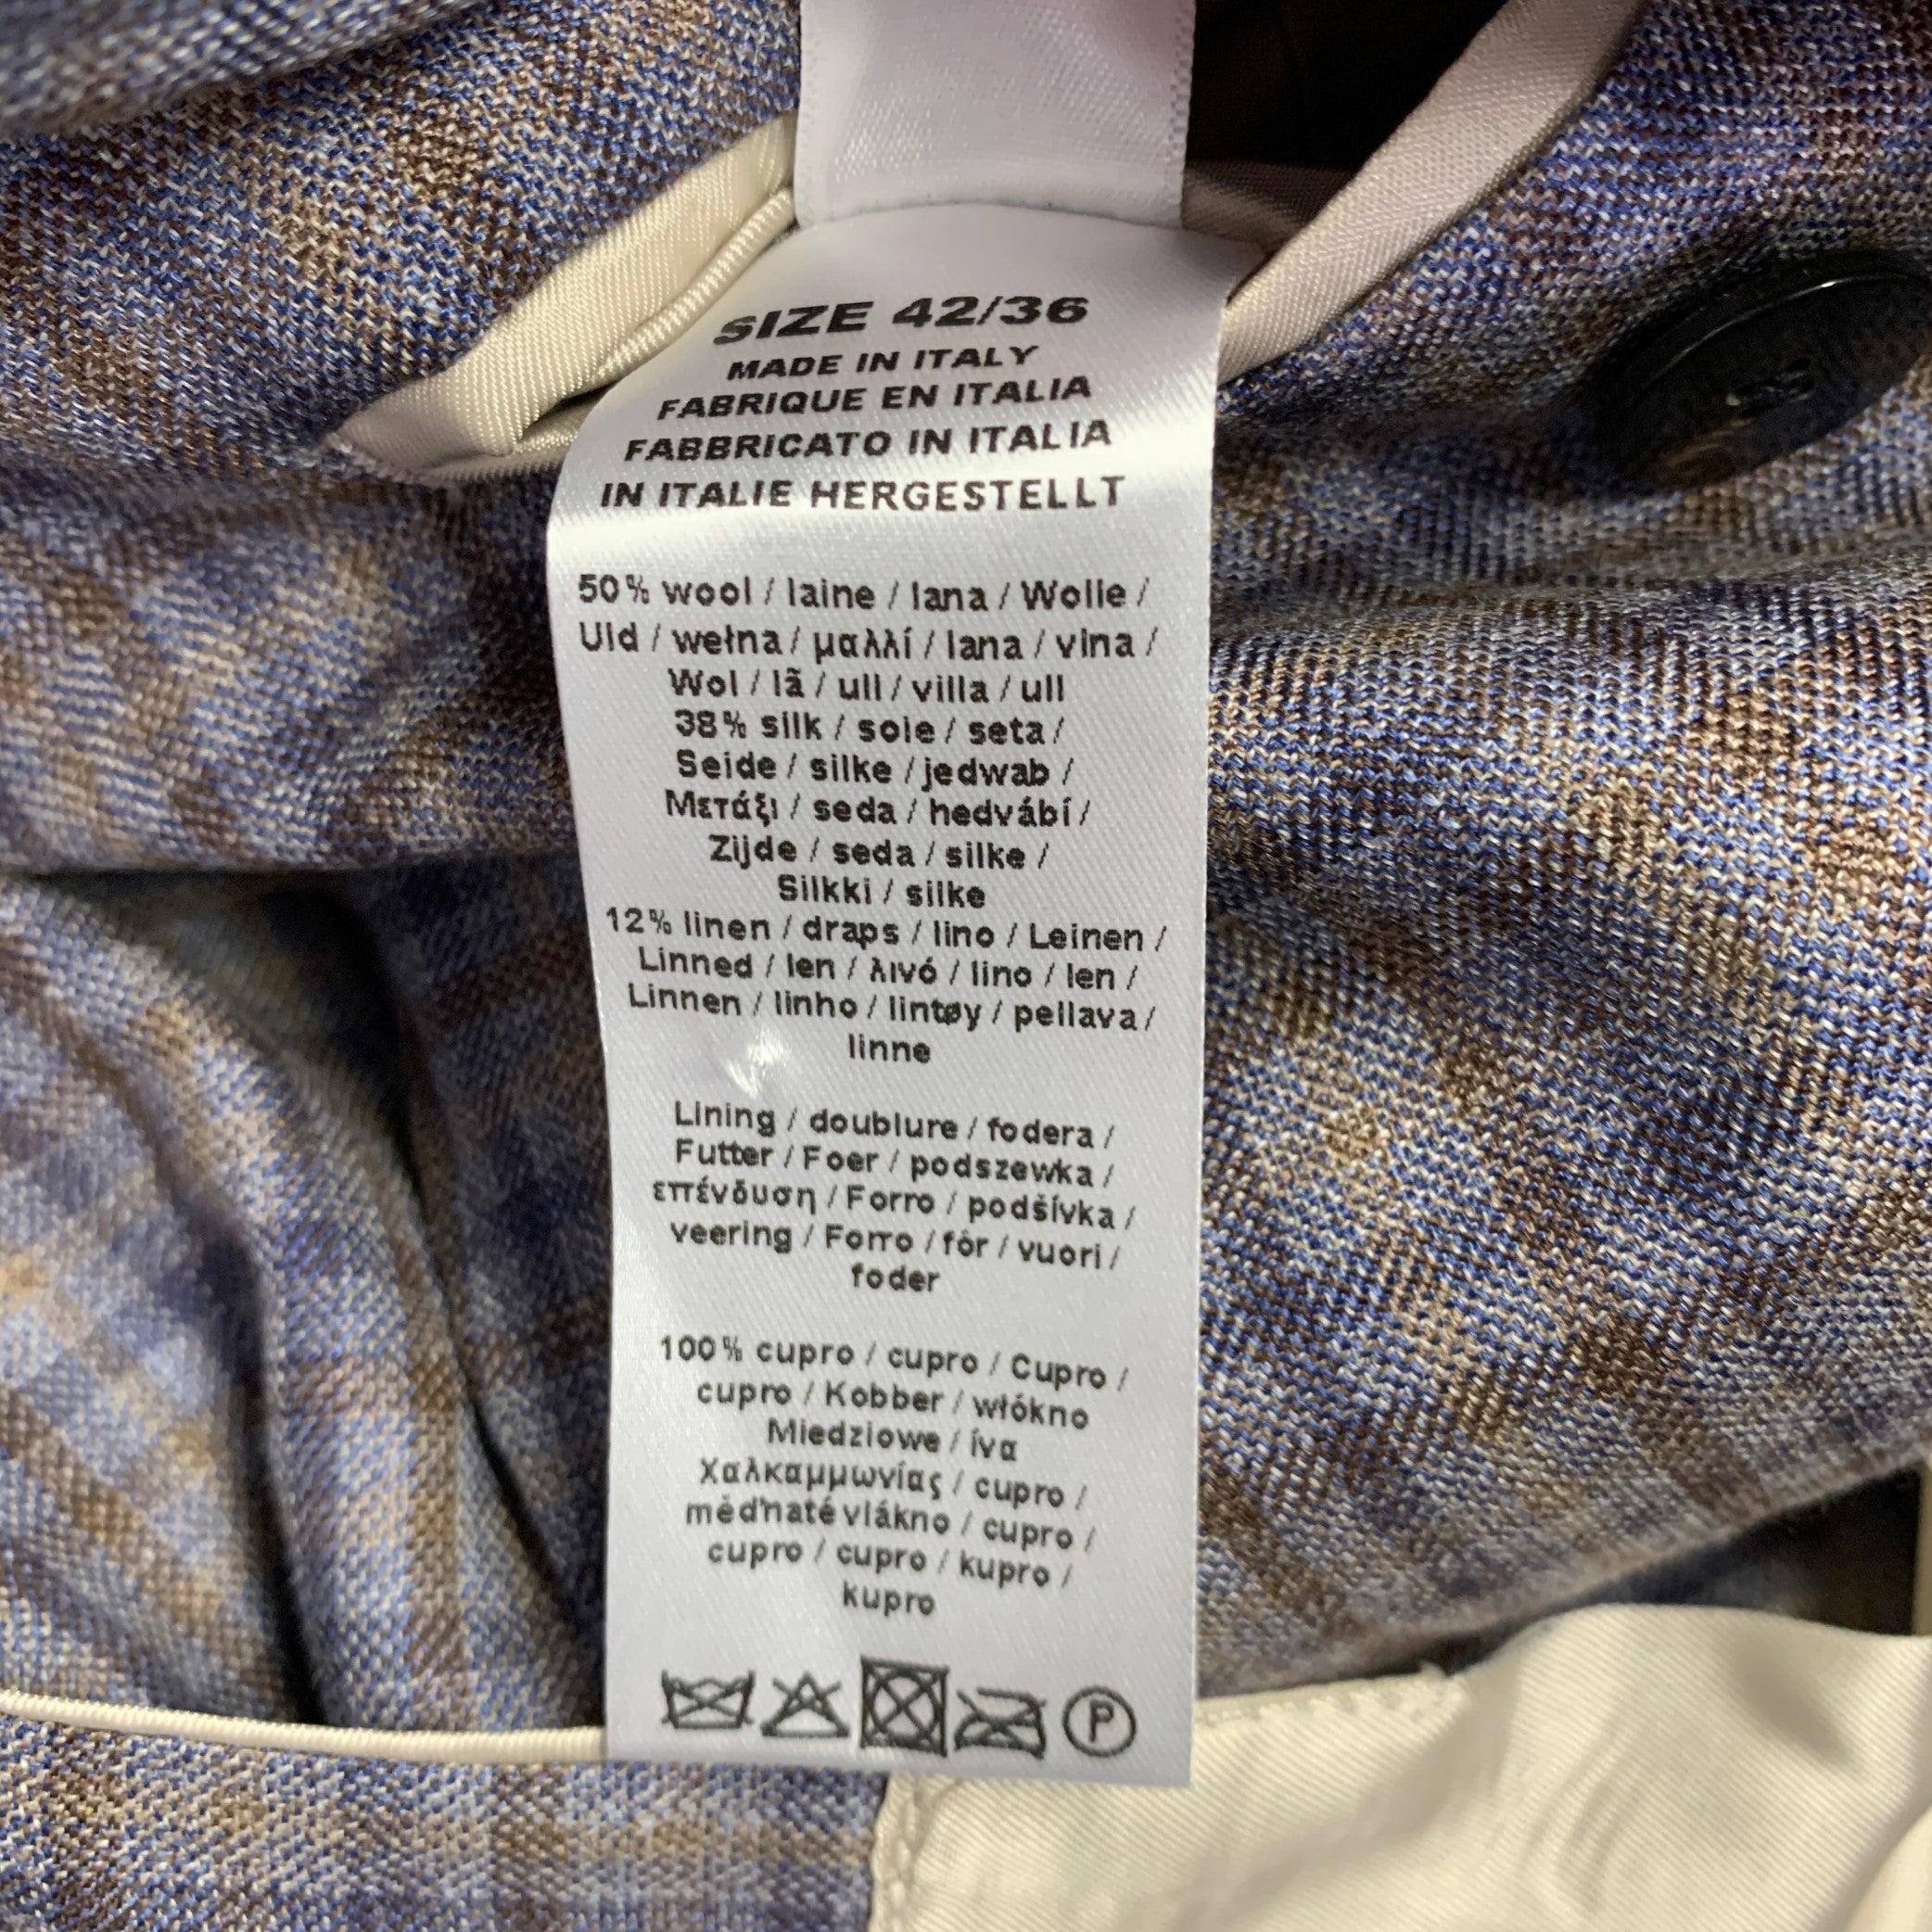 SIZE 42/36
MADE IN ITALY
FABRIQUE EN ITALIA
FABBRICATO IN ITALIA
IN ITALIE HERGESTELLT
50% wool / laine / lana / Wolle /
Uld / wełna / μαλλί / lana / vlna /
Wol / lã / ull / villa / ull
38% silk / soie / seta /
Seide / silke / jedwab /
Μετάξι / seda / hedvábí /
Zijde / seda / silke /
Silkki / silke
12% linen / draps / lino / Leinen /
Linned / len / λινό / lino / len /
Linnen / linho / lintøy / pellava /
linne
Lining / doublure / fodera /
Futter / Foer / podszewka /
επένδυση / Forro / podšívka /
veering / Forro / fôr / vuori /
foder
100% cupro / cupro / Cupro /
cupro / Kobber / włókno
Miedziowe / ίνα
Χαλκαμμωνίας / cupro /
měďnaté vlákno / cupro /
cupro / cupro / kupro /
kupro
P